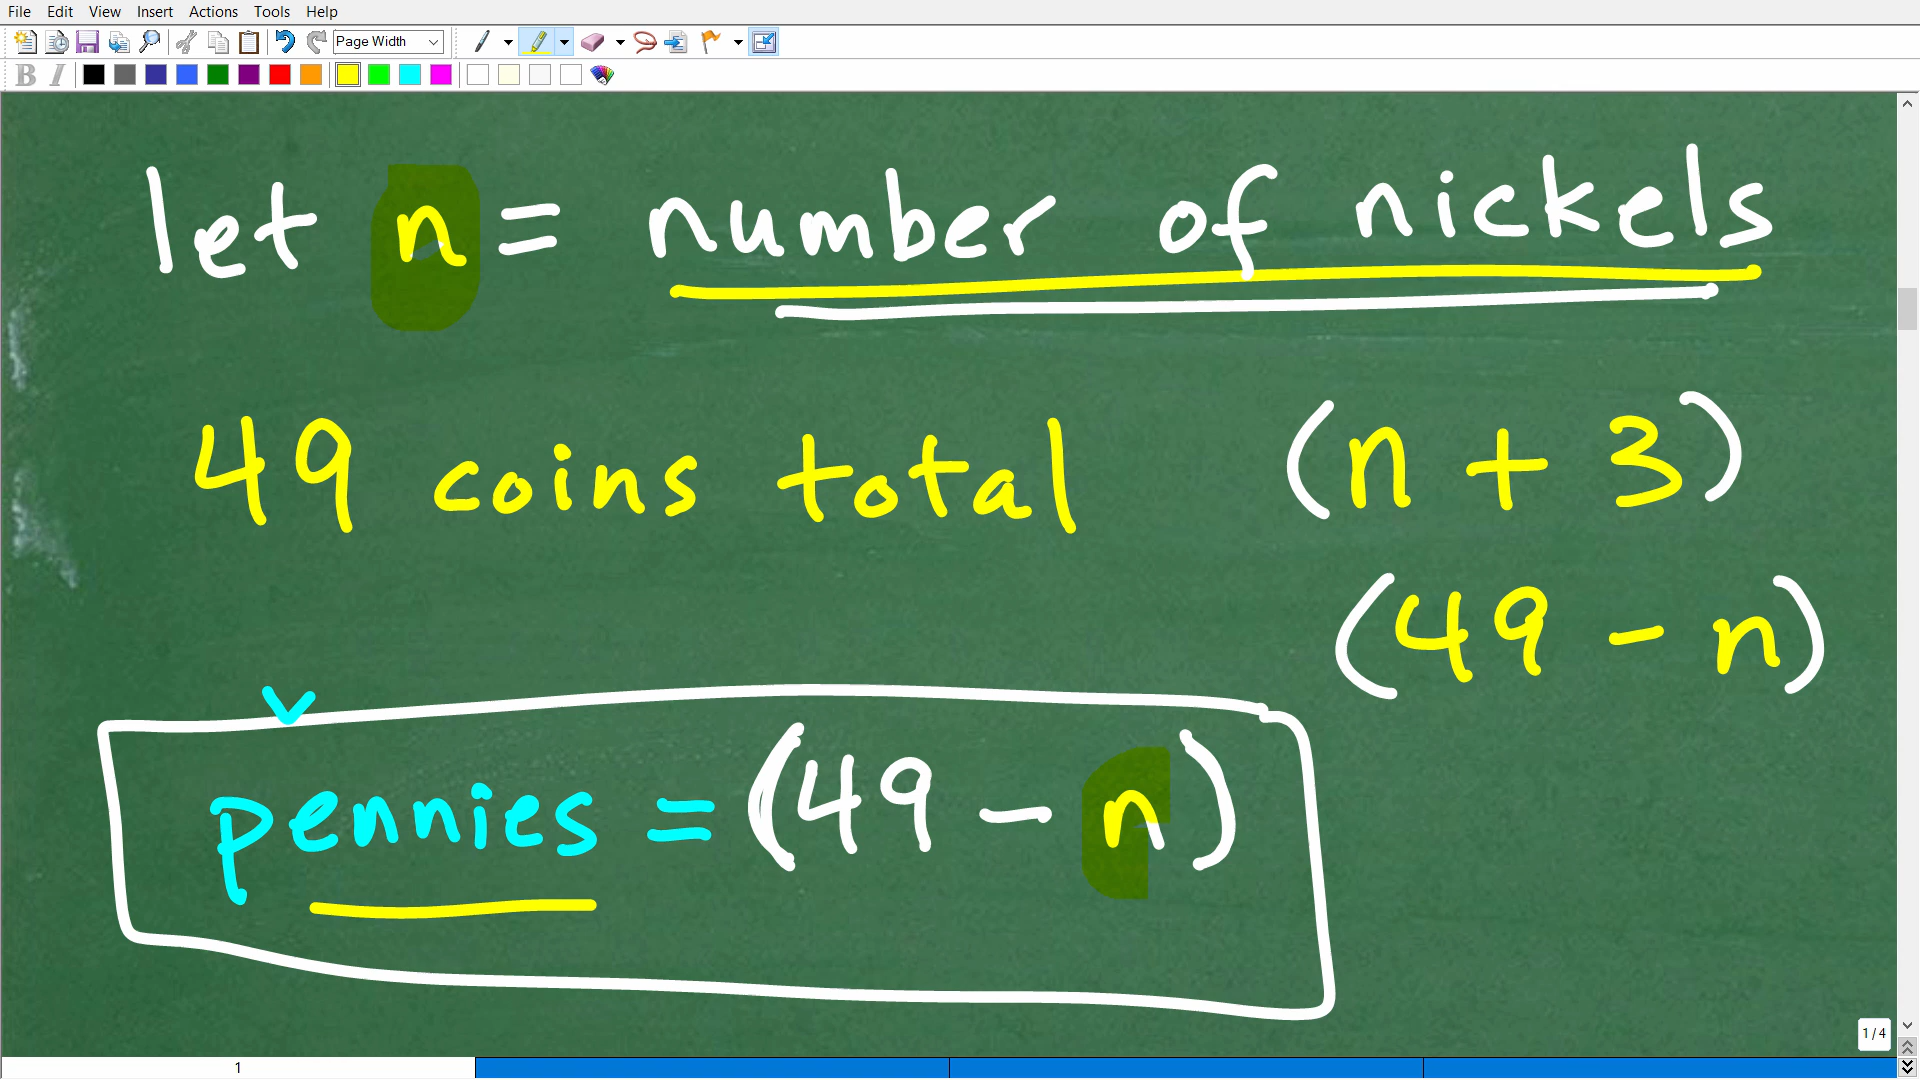 File Edit View Insert Actions Tools Help
Page Width
B I
let n = number of nickels
49 coins total (n + 3)
(49 - n)
pennies = (49 - n)
1 / 4
1